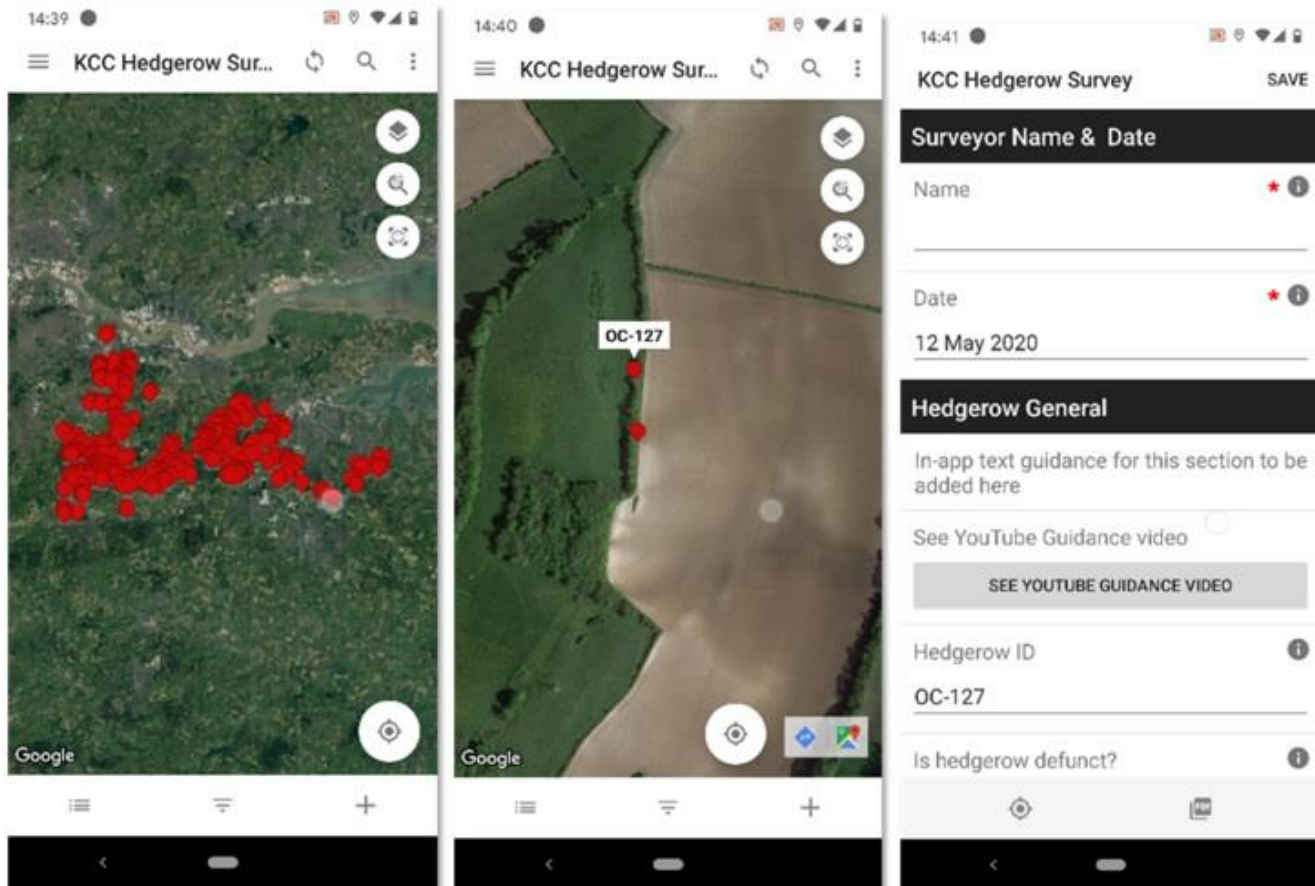 14:39
KCC Hedgerow Sur...
Google
14:40
KCC Hedgerow Sur...
OC-127
Google
14:41
KCC Hedgerow Survey
SAVE
Surveyor Name & Date
Name *
Date *
12 May 2020
Hedgerow General
In-app text guidance for this section to be
added here
See YouTube Guidance video
SEE YOUTUBE GUIDANCE VIDEO
Hedgerow ID
OC-127
Is hedgerow defunct?
PDF